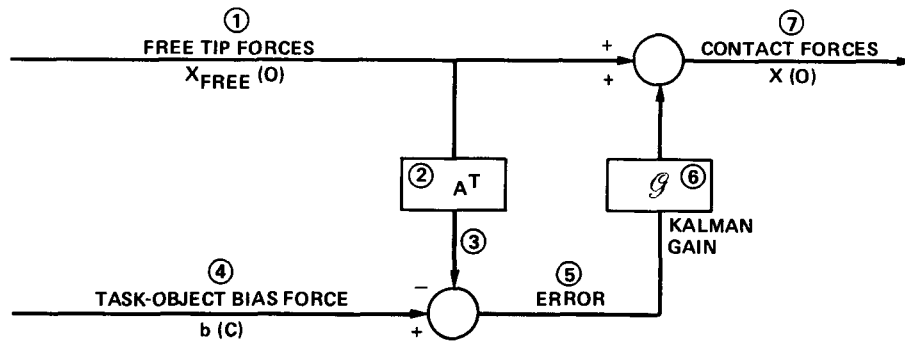 ① ⑦
FREE TIP FORCES + CONTACT FORCES
X_FREE (O) + X (O)
② A^T 𝒢 ⑥
③ KALMAN
GAIN
④ ⑤
TASK-OBJECT BIAS FORCE − ERROR
b (C) +